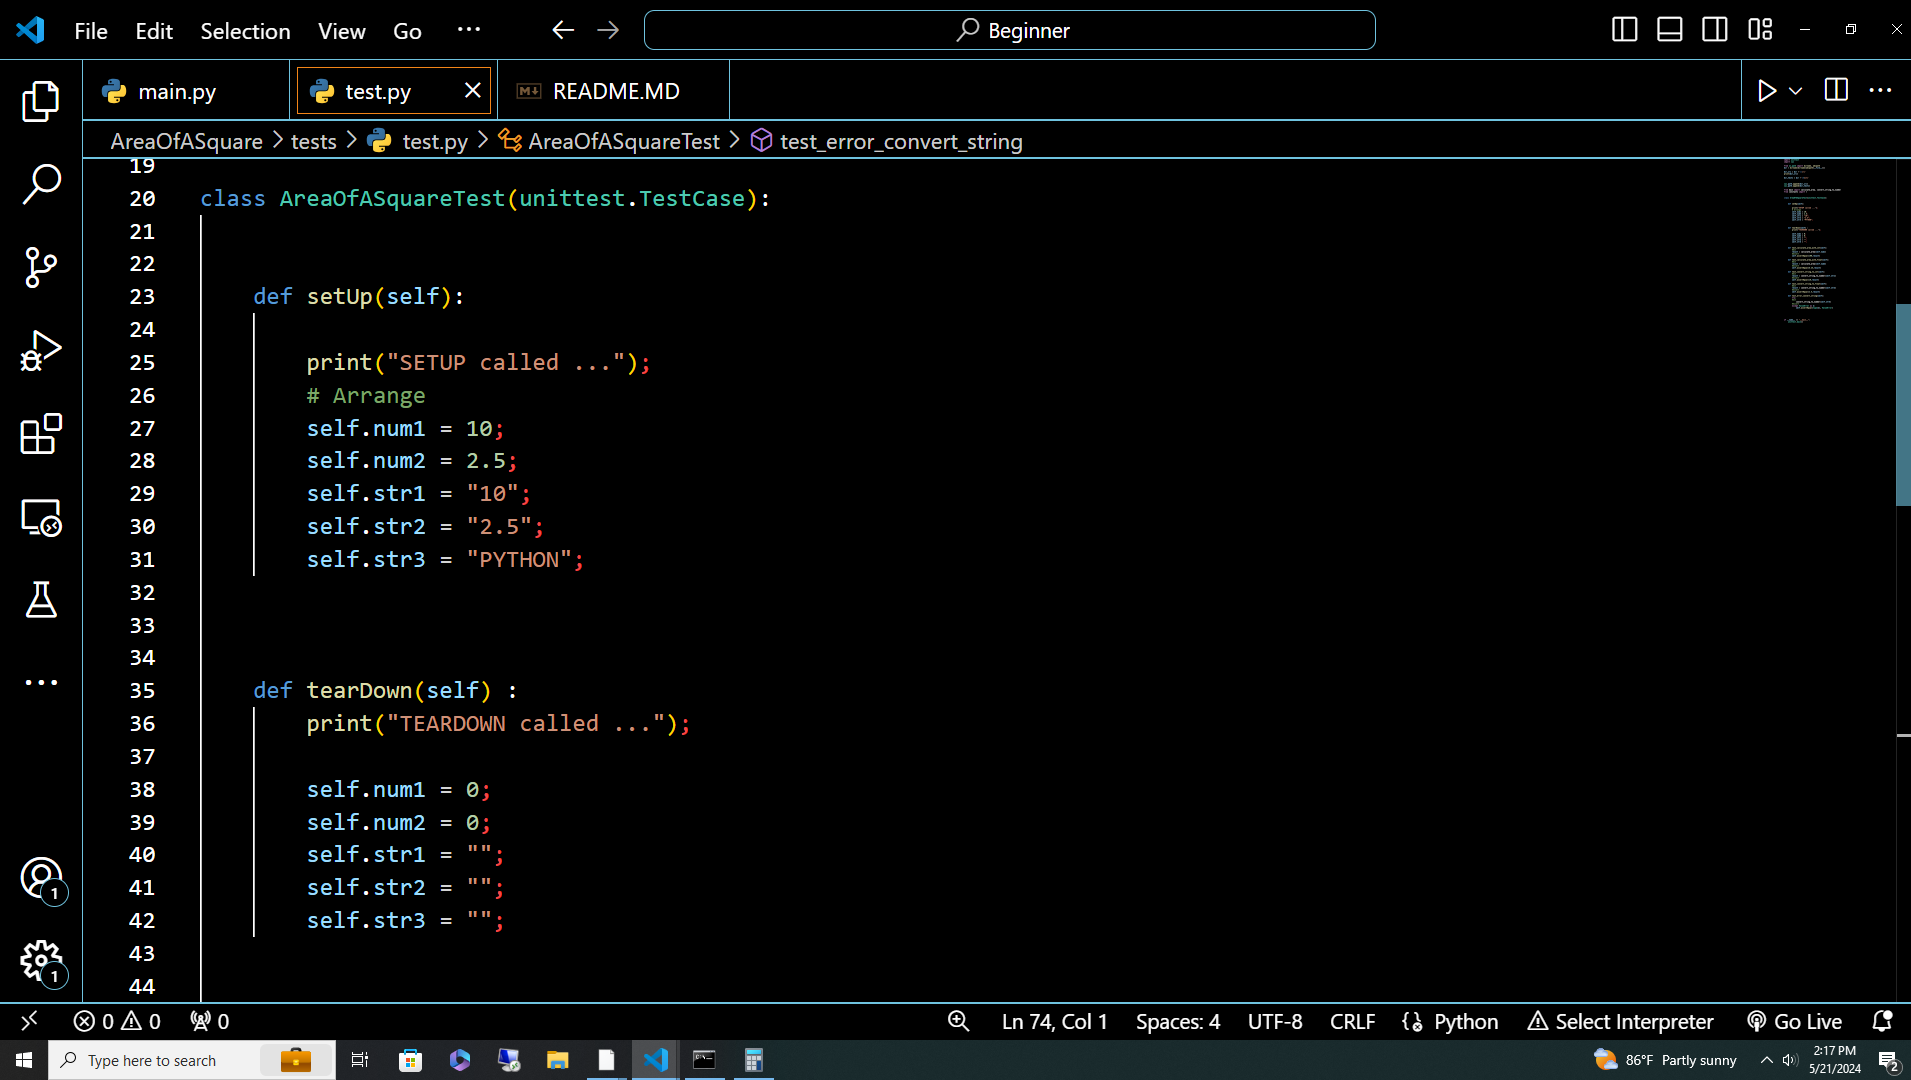 File Edit Selection View Go ...
Beginner
main.py
test.py
README.MD
AreaOfASquare > tests > test.py > AreaOfASquareTest > test_error_convert_string
19
20 class AreaOfASquareTest(unittest.TestCase):
21
22
23 def setUp(self):
24
25 print("SETUP called ...");
26 # Arrange
27 self.num1 = 10;
28 self.num2 = 2.5;
29 self.str1 = "10";
30 self.str2 = "2.5";
31 self.str3 = "PYTHON";
32
33
34
35 def tearDown(self) :
36 print("TEARDOWN called ...");
37
38 self.num1 = 0;
39 self.num2 = 0;
40 self.str1 = "";
41 self.str2 = "";
42 self.str3 = "";
43
44
1
1
0 0 0 Ln 74, Col 1 Spaces: 4 UTF-8 CRLF Python Select Interpreter Go Live
Type here to search
86°F Partly sunny
2:17 PM
5/21/2024
2